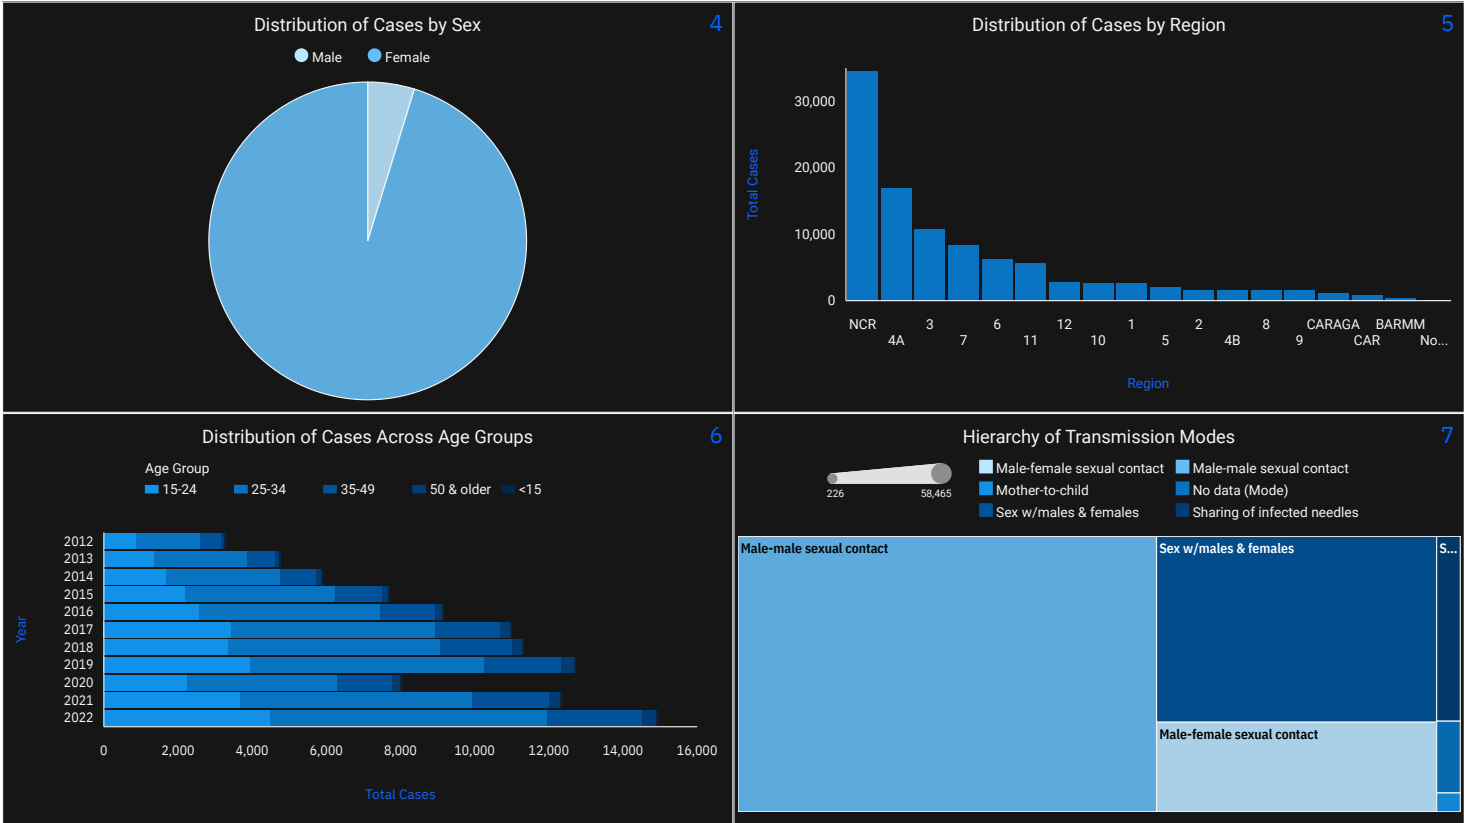 Distribution of Cases by Sex
4
Male Female
Distribution of Cases by Region
5
Total Cases
30,000
20,000
10,000
0
NCR 3 6 12 1 2 8 CARAGA BARMM
4A 7 11 10 5 4B 9 CAR No...
Region
Distribution of Cases Across Age Groups
6
Age Group
15-24 25-34 35-49 50 & older <15
Year
2012
2013
2014
2015
2016
2017
2018
2019
2020
2021
2022
0 2,000 4,000 6,000 8,000 10,000 12,000 14,000 16,000
Total Cases
Hierarchy of Transmission Modes
7
226 58,465
Male-female sexual contact Male-male sexual contact
Mother-to-child No data (Mode)
Sex w/males & females Sharing of infected needles
Male-male sexual contact Sex w/males & females S...
Male-female sexual contact